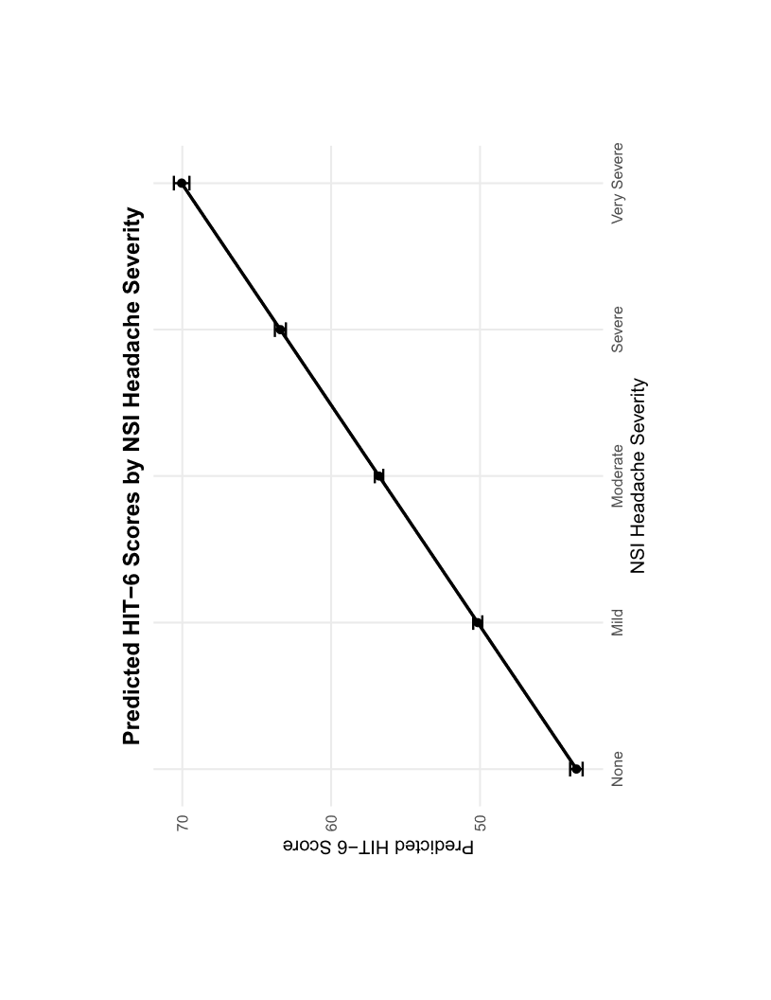 Predicted HIT−6 Scores by NSI Headache Severity
Predicted HIT−6 Score
70
60
50
None
Mild
Moderate
Severe
Very Severe
NSI Headache Severity